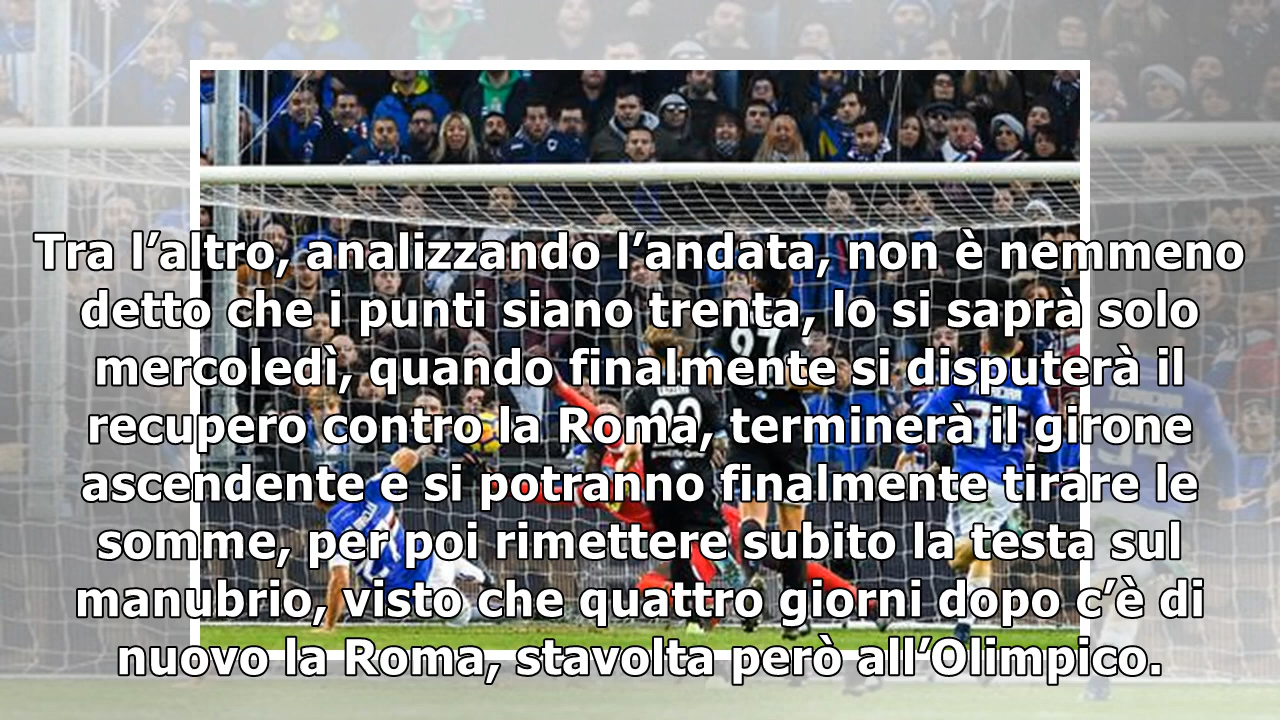 Tra l’altro, analizzando l’andata, non è nemmeno
detto che i punti siano trenta, lo si saprà solo
mercoledì, quando finalmente si disputerà il
recupero contro la Roma, terminerà il girone
ascendente e si potranno finalmente tirare le
somme, per poi rimettere subito la testa sul
manubrio, visto che quattro giorni dopo c’è di
nuovo la Roma, stavolta però all’Olimpico.
97